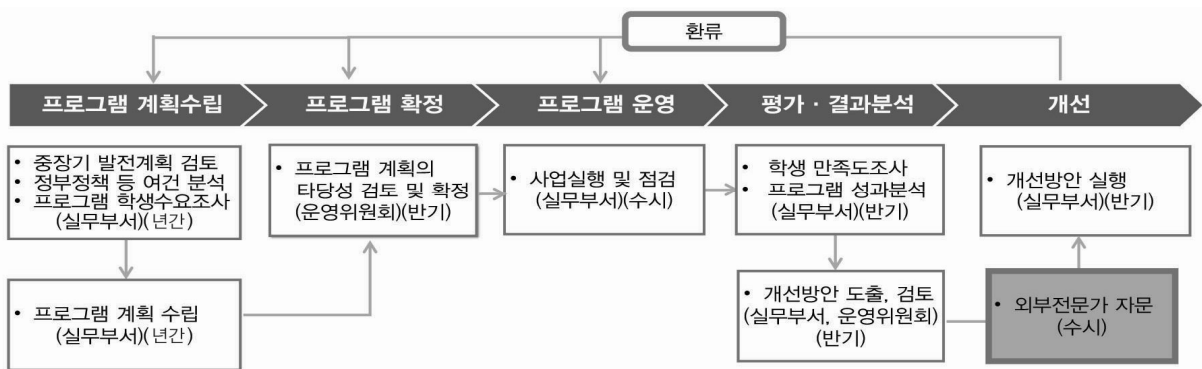 환류
프로그램 계획수립
프로그램 확정
프로그램 운영
평가 · 결과분석
개선
• 중장기 발전계획 검토
• 정부정책 등 여건 분석
• 프로그램 학생수요조사
(실무부서)(년간)
• 프로그램 계획 수립
(실무부서)(년간)
• 프로그램 계획의
타당성 검토 및 확정
(운영위원회)(반기)
• 사업실행 및 점검
(실무부서)(수시)
• 학생 만족도조사
• 프로그램 성과분석
(실무부서)(반기)
• 개선방안 도출, 검토
(실무부서, 운영위원회)
(반기)
• 개선방안 실행
(실무부서)(반기)
• 외부전문가 자문
(수시)